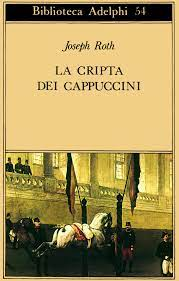 Biblioteca Adelphi 54
Joseph Roth
LA CRIPTA
DEI CAPPUCCINI